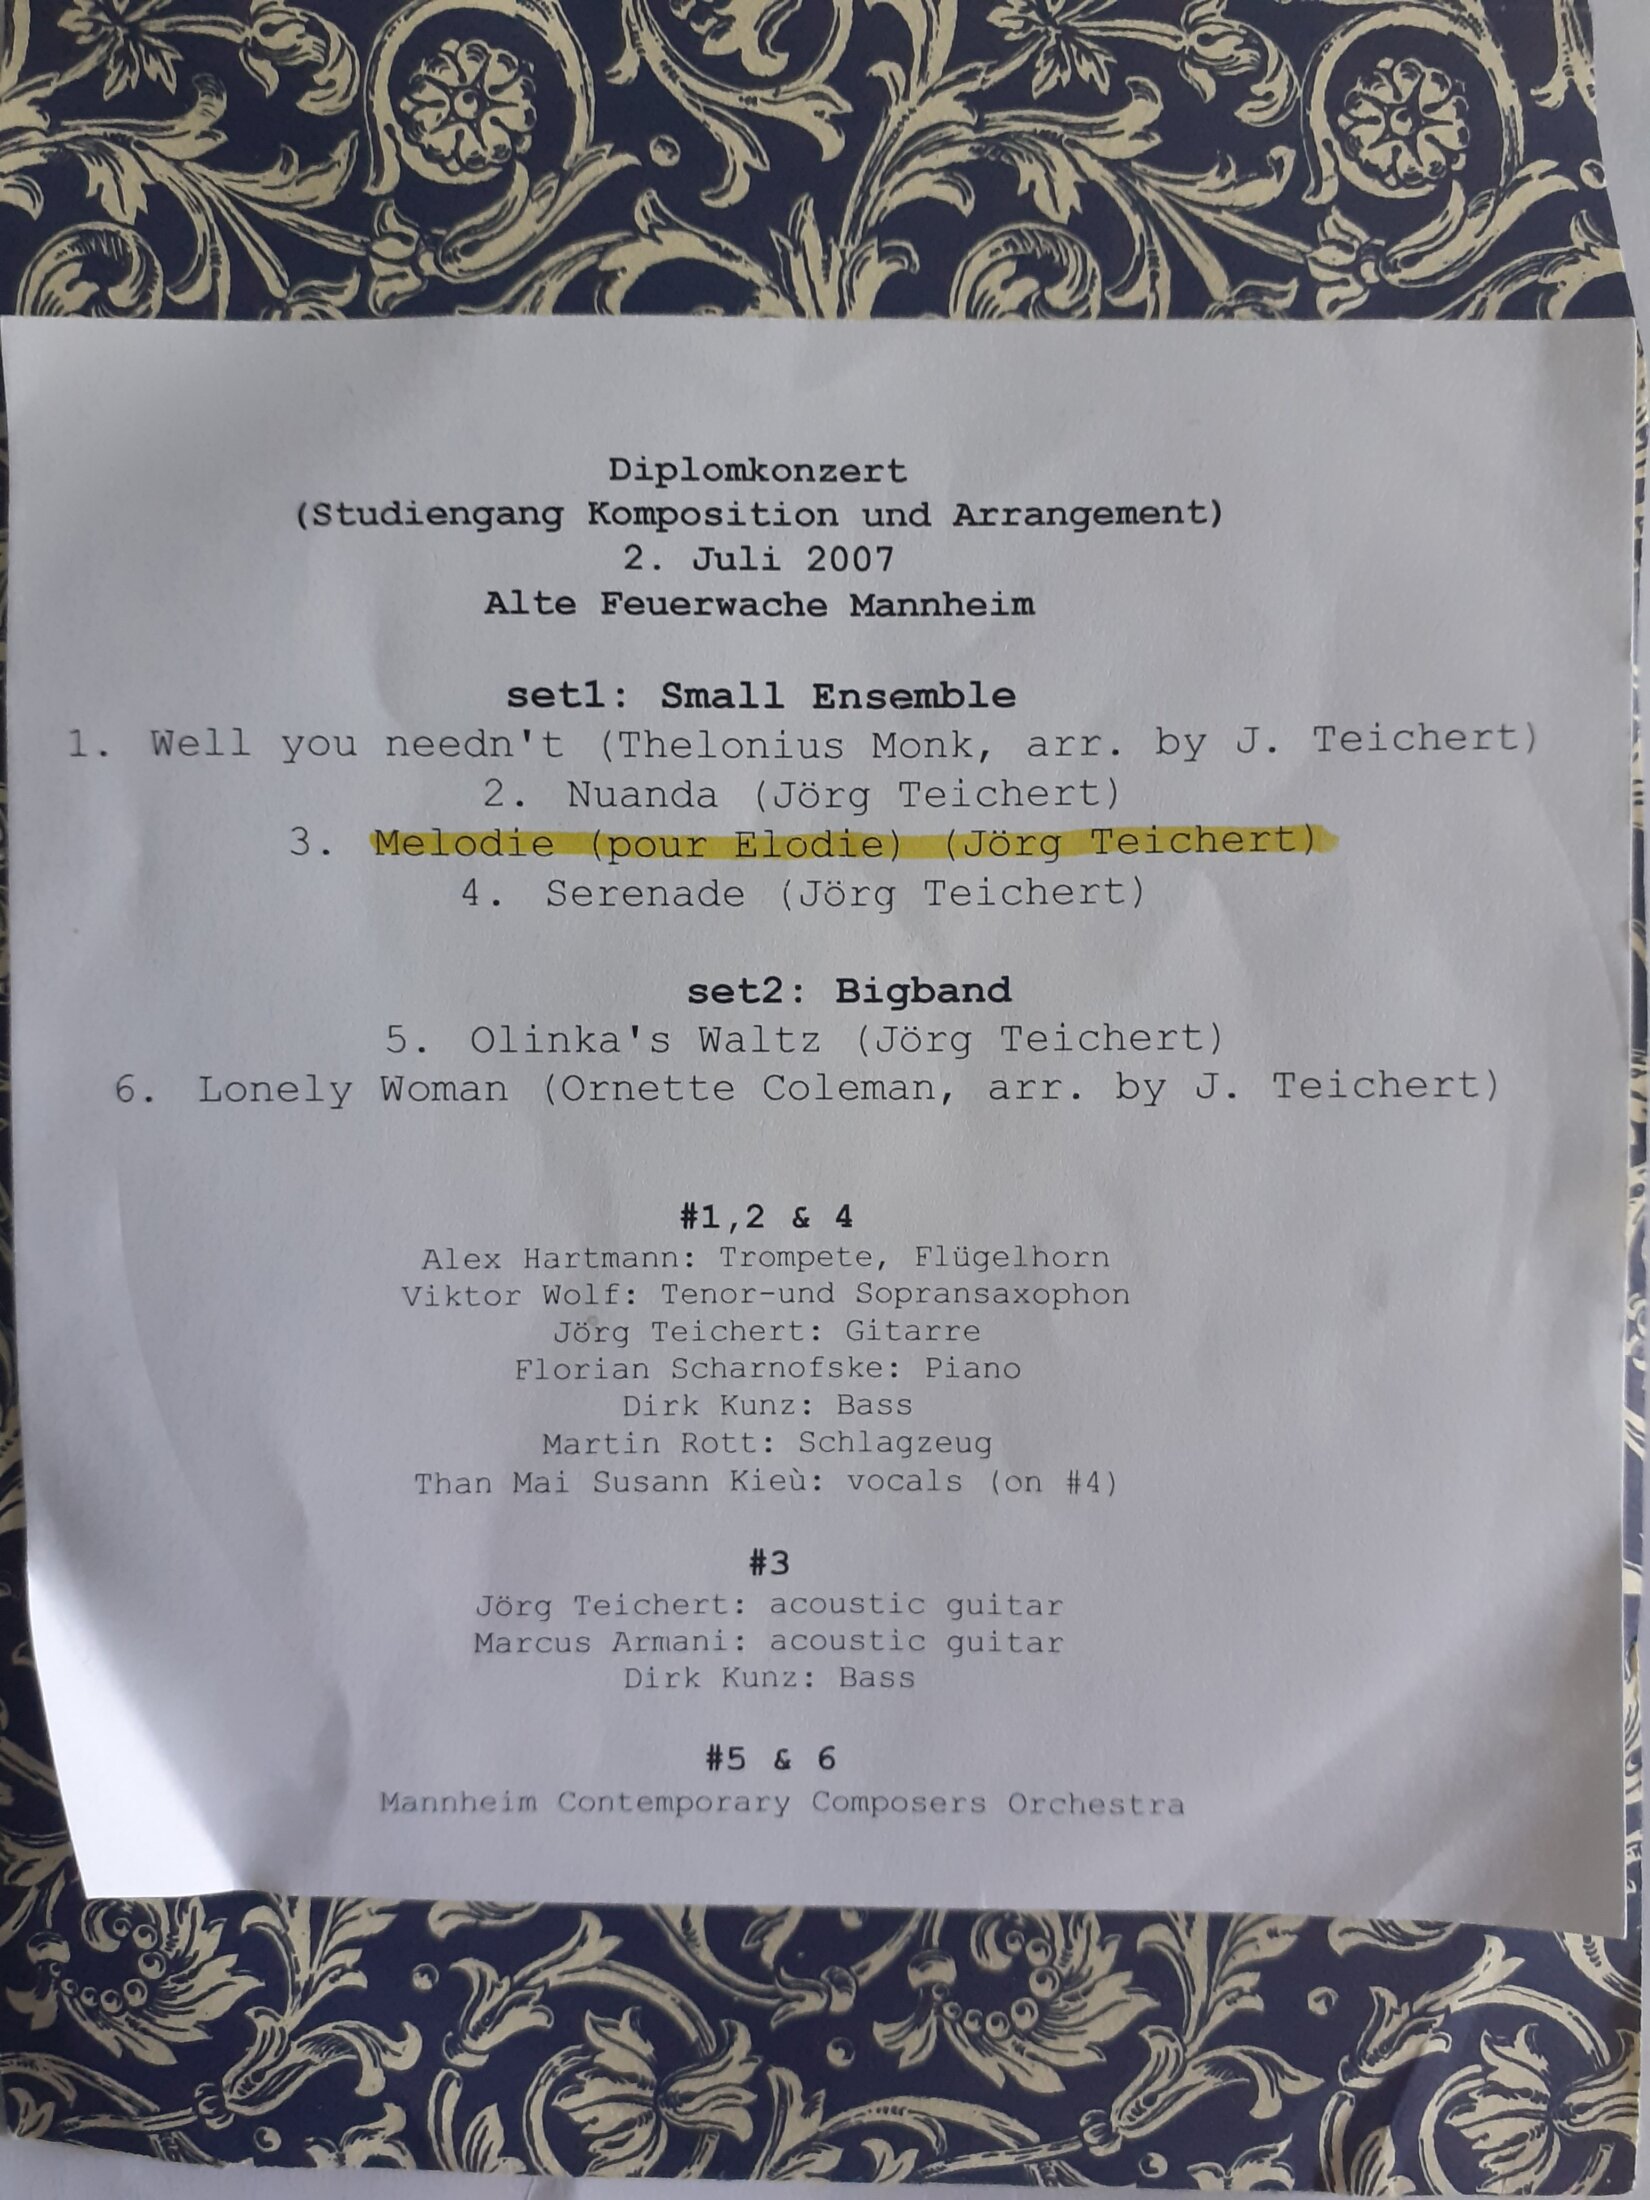 Diplomkonzert
(Studiengang Komposition und Arrangement)
2. Juli 2007
Alte Feuerwache Mannheim
set1: Small Ensemble
1. Well you needn't (Thelonius Monk, arr. by J. Teichert)
2. Nuanda (Jörg Teichert)
3. Melodie (pour Elodie) (Jörg Teichert)
4. Serenade (Jörg Teichert)
set2: Bigband
5. Olinka's Waltz (Jörg Teichert)
6. Lonely Woman (Ornette Coleman, arr. by J. Teichert)
#1,2 & 4
Alex Hartmann: Trompete, Flügelhorn
Viktor Wolf: Tenor-und Sopransaxophon
Jörg Teichert: Gitarre
Florian Scharnofske: Piano
Dirk Kunz: Bass
Martin Rott: Schlagzeug
Than Mai Susann Kieù: vocals (on #4)
#3
Jörg Teichert: acoustic guitar
Marcus Armani: acoustic guitar
Dirk Kunz: Bass
#5 & 6
Mannheim Contemporary Composers Orchestra